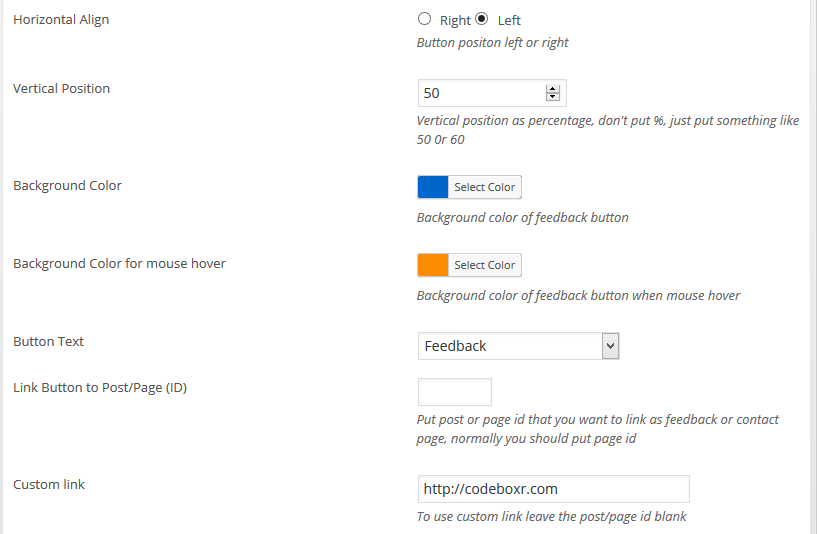 Horizontal Align
Right Left
Button positon left or right
Vertical Position
50
Vertical position as percentage, don't put %, just put something like
50 0r 60
Background Color
Select Color
Background color of feedback button
Background Color for mouse hover
Select Color
Background color of feedback button when mouse hover
Button Text
Feedback
Link Button to Post/Page (ID)
Put post or page id that you want to link as feedback or contact
page, normally you should put page id
Custom link
http://codeboxr.com
To use custom link leave the post/page id blank